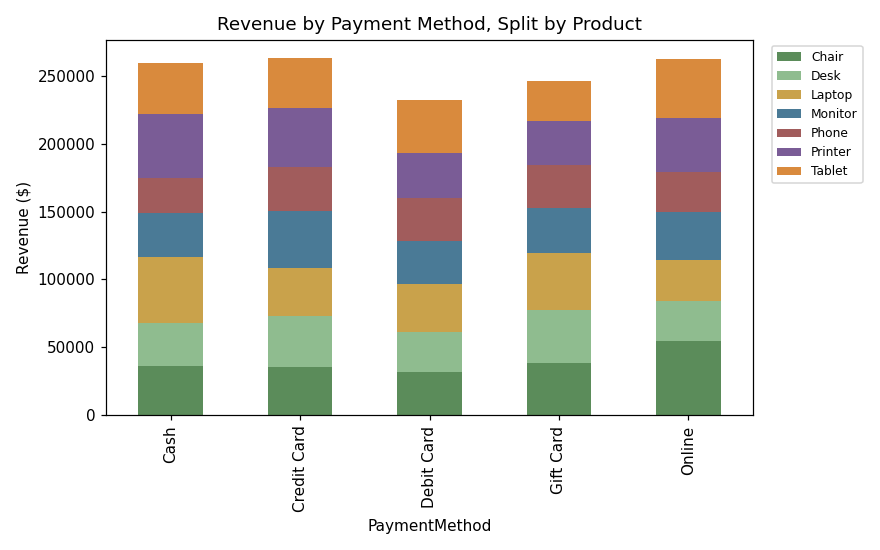 Revenue by Payment Method, Split by Product
Chair
Desk
Laptop
Monitor
Phone
Printer
Tablet
Revenue ($)
250000
200000
150000
100000
50000
0
Cash
Credit Card
Debit Card
Gift Card
Online
PaymentMethod